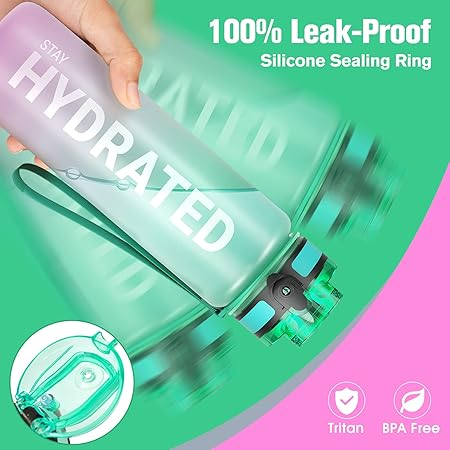 100% Leak-Proof
Silicone Sealing Ring
STAY
HYDRATED
Tritan
BPA Free